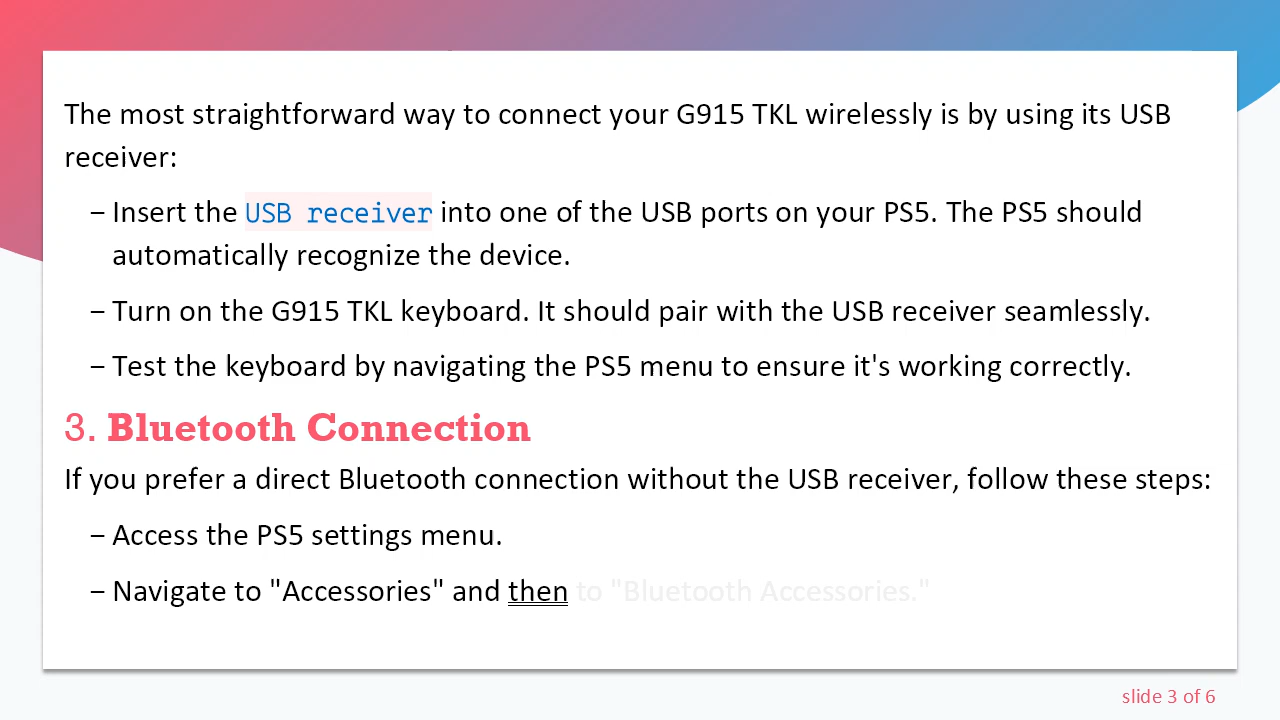 The most straightforward way to connect your G915 TKL wirelessly is by using its USB
receiver:
– Insert the USB receiver into one of the USB ports on your PS5. The PS5 should
automatically recognize the device.
– Turn on the G915 TKL keyboard. It should pair with the USB receiver seamlessly.
– Test the keyboard by navigating the PS5 menu to ensure it's working correctly.
3. Bluetooth Connection
If you prefer a direct Bluetooth connection without the USB receiver, follow these steps:
– Access the PS5 settings menu.
– Navigate to "Accessories" and then to "Bluetooth Accessories."
slide 3 of 6